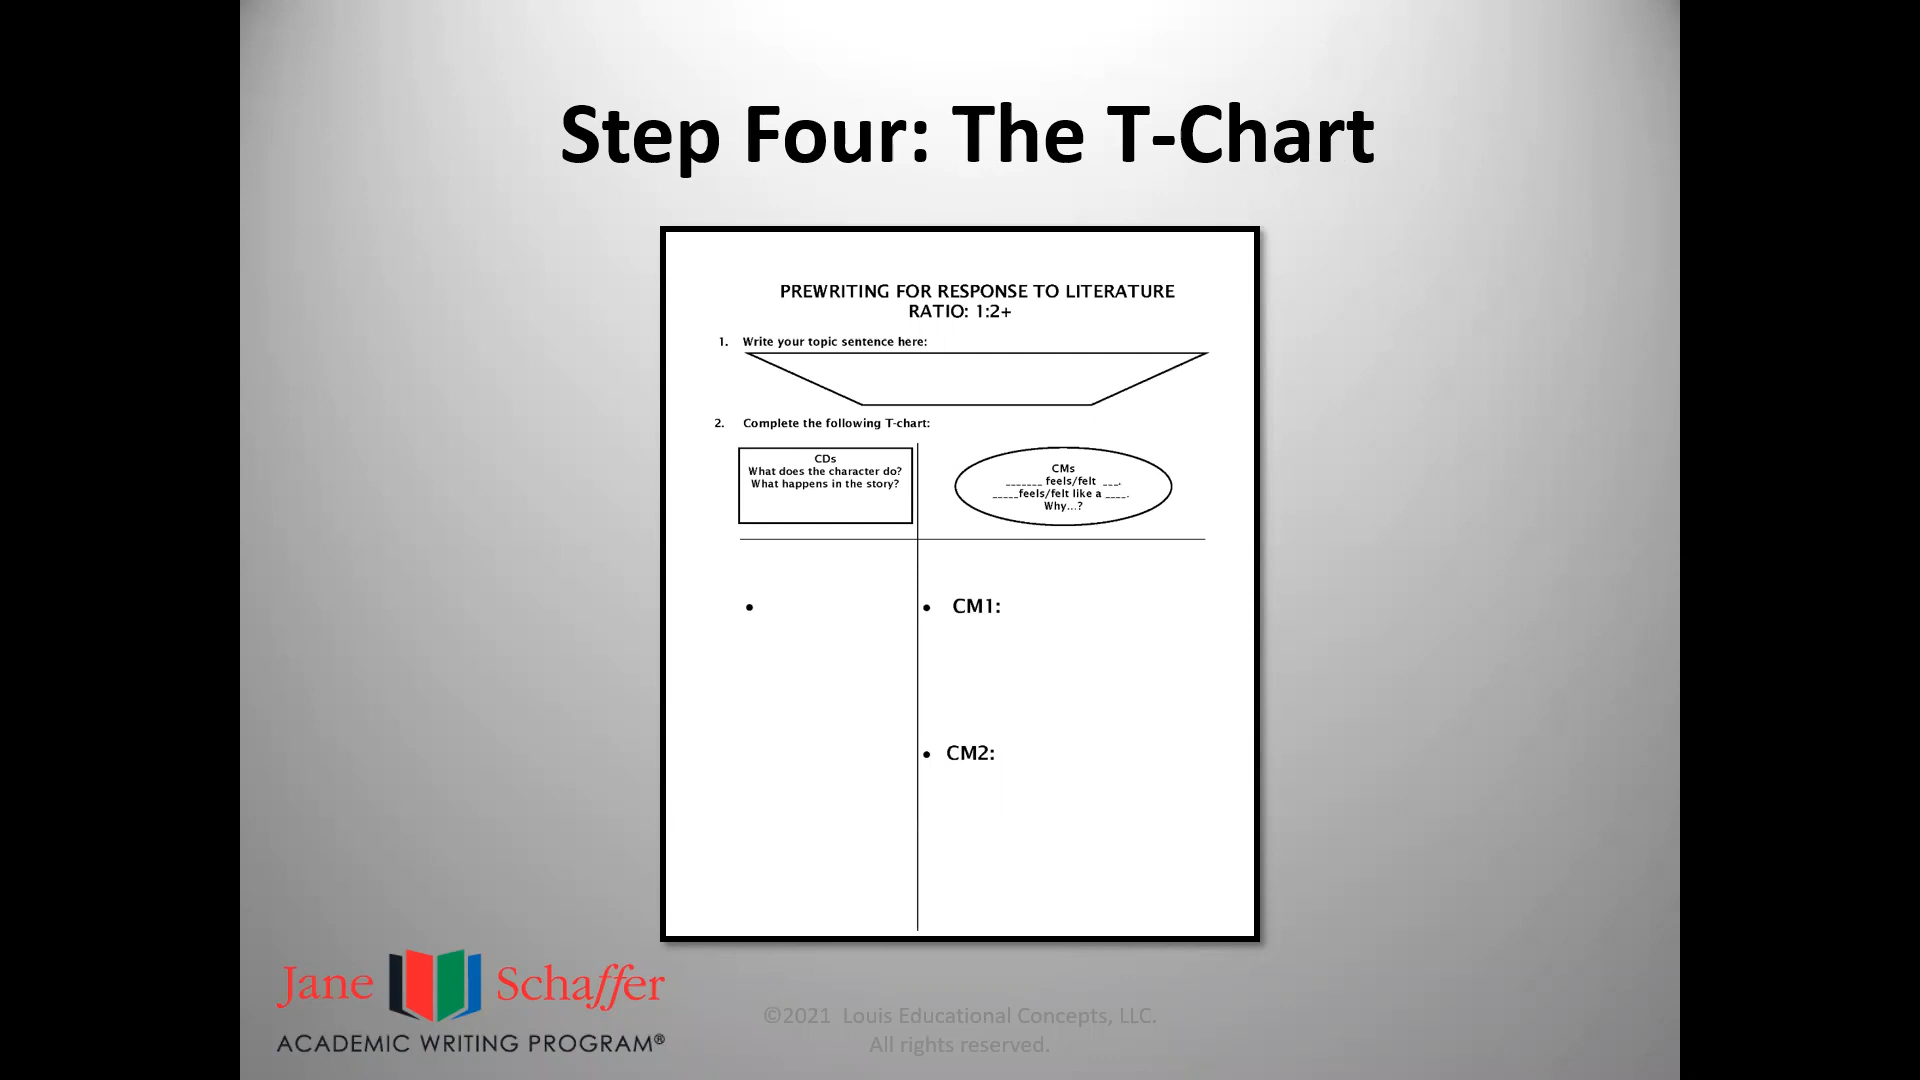 Step Four: The T-Chart
PREWRITING FOR RESPONSE TO LITERATURE
RATIO: 1:2+
1. Write your topic sentence here:
2. Complete the following T-chart:
CDs
What does the character do?
What happens in the story?
CMs
_______ feels/felt ___.
_____feels/felt like a ____.
Why...?
• 
• CM1:
• CM2:
Jane Schaffer
ACADEMIC WRITING PROGRAM®
©2021 Louis Educational Concepts, LLC.
All rights reserved.